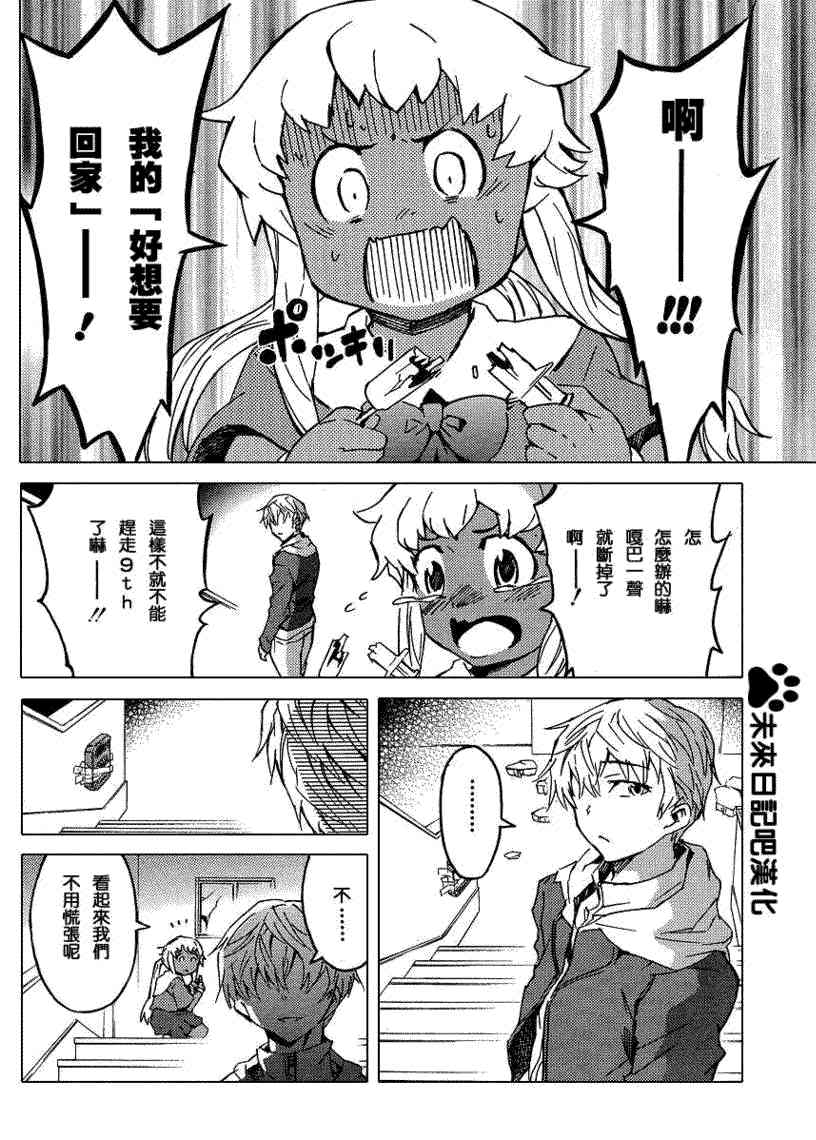 啊——!!!
我的「好想要
回家」——!
ポッキリ
怎
怎麼辦的嚇
嘎巴一聲
就斷掉了
啊——!
這樣不就不能
趕走9th
了嚇——!!
…………
不……
看起來我們
不用慌張呢
未來日記吧漢化